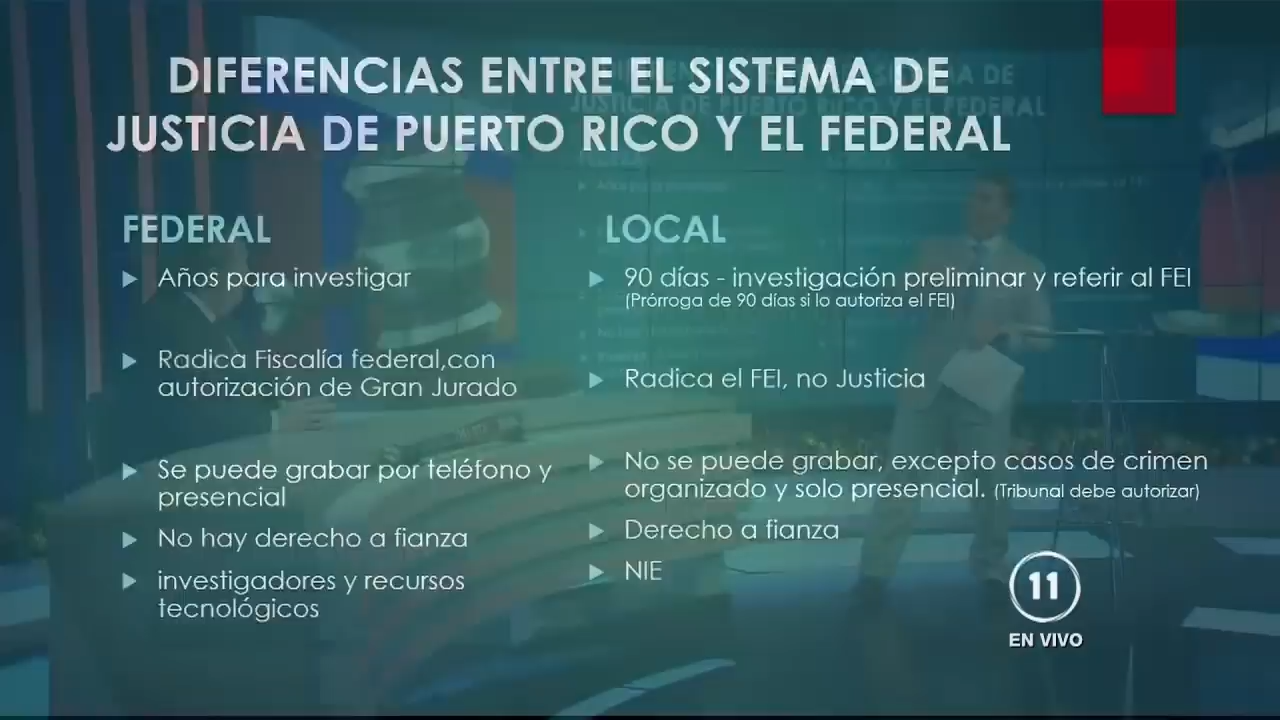 DIFERENCIAS ENTRE EL SISTEMA DE
JUSTICIA DE PUERTO RICO Y EL FEDERAL
FEDERAL
Años para investigar
Radica Fiscalía federal,con
autorización de Gran Jurado
Se puede grabar por teléfono y
presencial
No hay derecho a fianza
investigadores y recursos
tecnológicos
LOCAL
90 días - investigación preliminar y referir al FEI
(Prórroga de 90 días si lo autoriza el FEI)
Radica el FEI, no Justicia
No se puede grabar, excepto casos de crimen
organizado y solo presencial. (Tribunal debe autorizar)
Derecho a fianza
NIE
11
EN VIVO